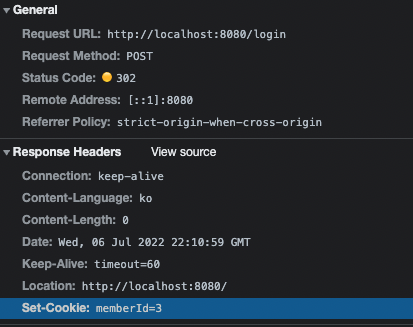 General
Request URL: http://localhost:8080/login
Request Method: POST
Status Code: 302
Remote Address: [::1]:8080
Referrer Policy: strict-origin-when-cross-origin
Response Headers View source
Connection: keep-alive
Content-Language: ko
Content-Length: 0
Date: Wed, 06 Jul 2022 22:10:59 GMT
Keep-Alive: timeout=60
Location: http://localhost:8080/
Set-Cookie: memberId=3